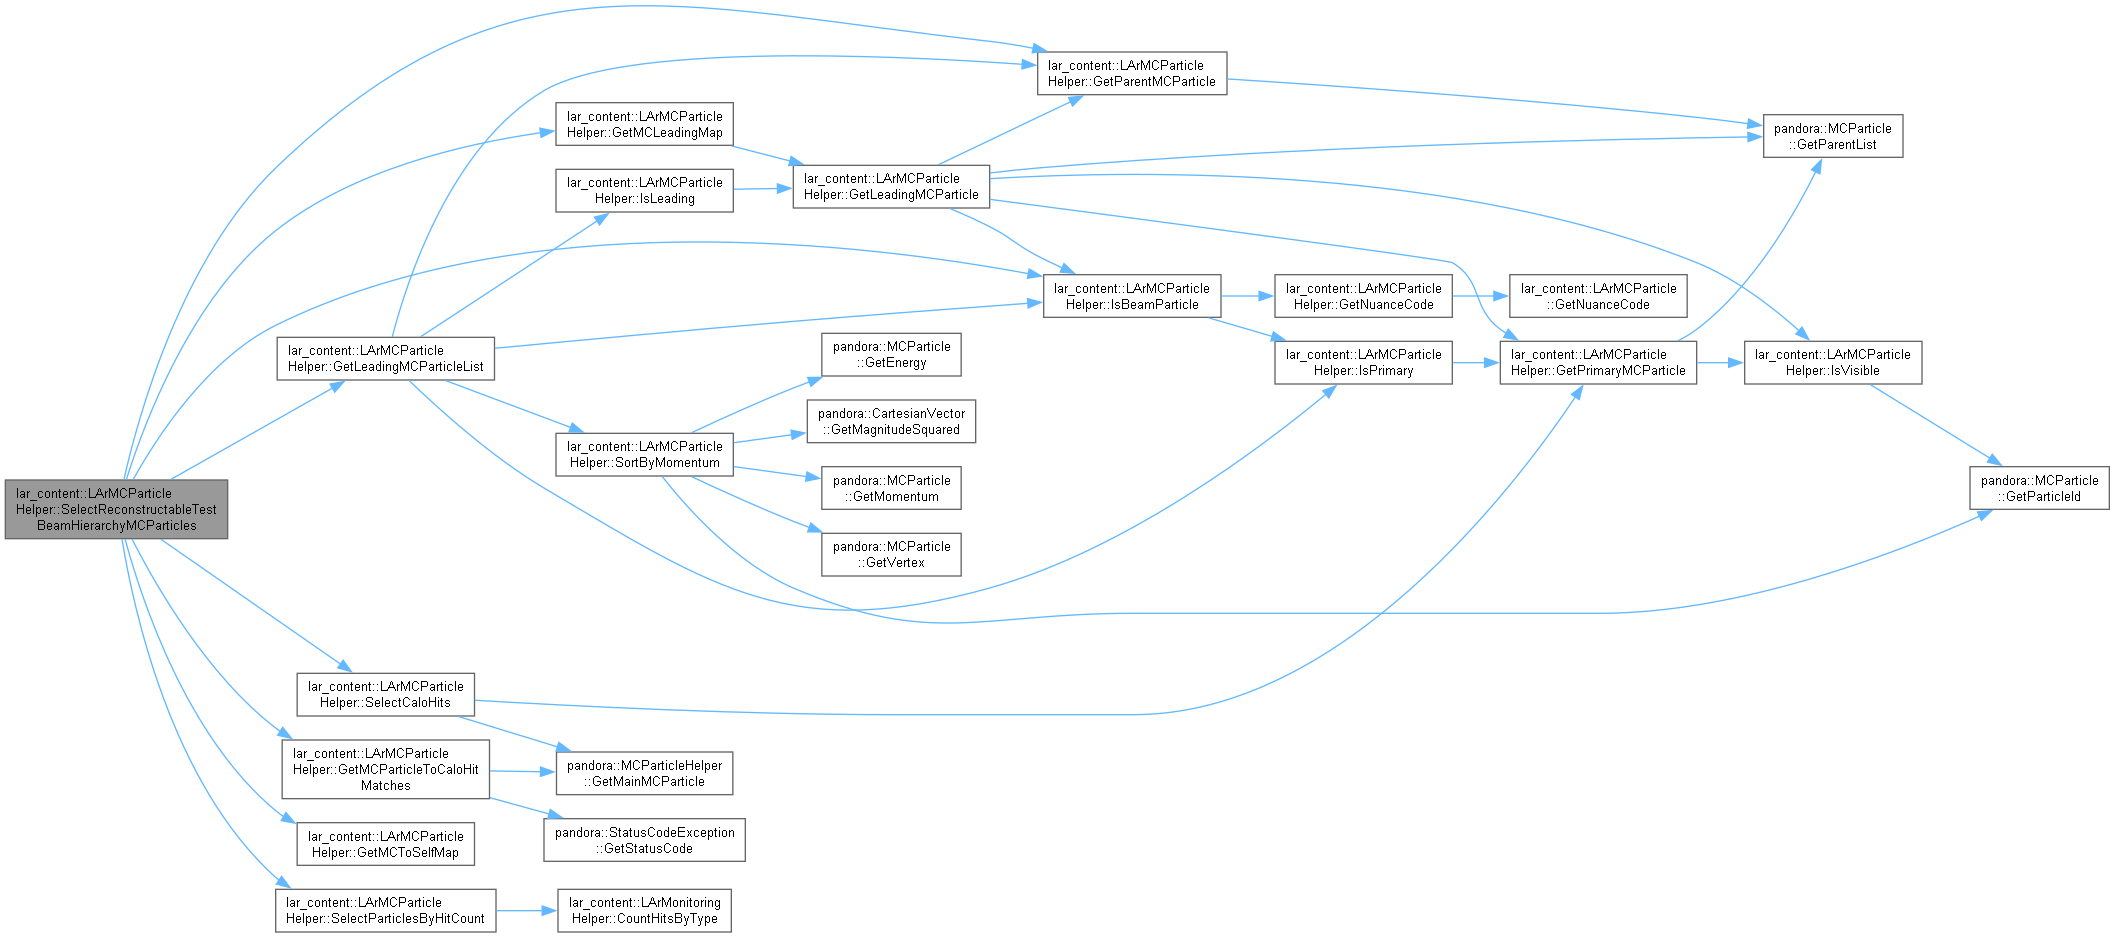 lar_content::LArMCParticle
Helper::SelectReconstructableTest
BeamHierarchyMCParticles
lar_content::LArMCParticle
Helper::GetLeadingMCParticleList
lar_content::LArMCParticle
Helper::SelectCaloHits
lar_content::LArMCParticle
Helper::GetMCParticleToCaloHit
Matches
lar_content::LArMCParticle
Helper::GetMCToSelfMap
lar_content::LArMCParticle
Helper::SelectParticlesByHitCount
lar_content::LArMCParticle
Helper::GetMCLeadingMap
lar_content::LArMCParticle
Helper::IsLeading
lar_content::LArMCParticle
Helper::SortByMomentum
pandora::MCParticleHelper
::GetMainMCParticle
pandora::StatusCodeException
::GetStatusCode
lar_content::LArMonitoring
Helper::CountHitsByType
lar_content::LArMCParticle
Helper::GetLeadingMCParticle
pandora::MCParticle
::GetEnergy
pandora::CartesianVector
::GetMagnitudeSquared
pandora::MCParticle
::GetMomentum
pandora::MCParticle
::GetVertex
lar_content::LArMCParticle
Helper::GetParentMCParticle
lar_content::LArMCParticle
Helper::IsBeamParticle
lar_content::LArMCParticle
Helper::GetNuanceCode
lar_content::LArMCParticle
Helper::IsPrimary
lar_content::LArMCParticle
::GetNuanceCode
lar_content::LArMCParticle
Helper::GetPrimaryMCParticle
pandora::MCParticle
::GetParentList
lar_content::LArMCParticle
Helper::IsVisible
pandora::MCParticle
::GetParticleId